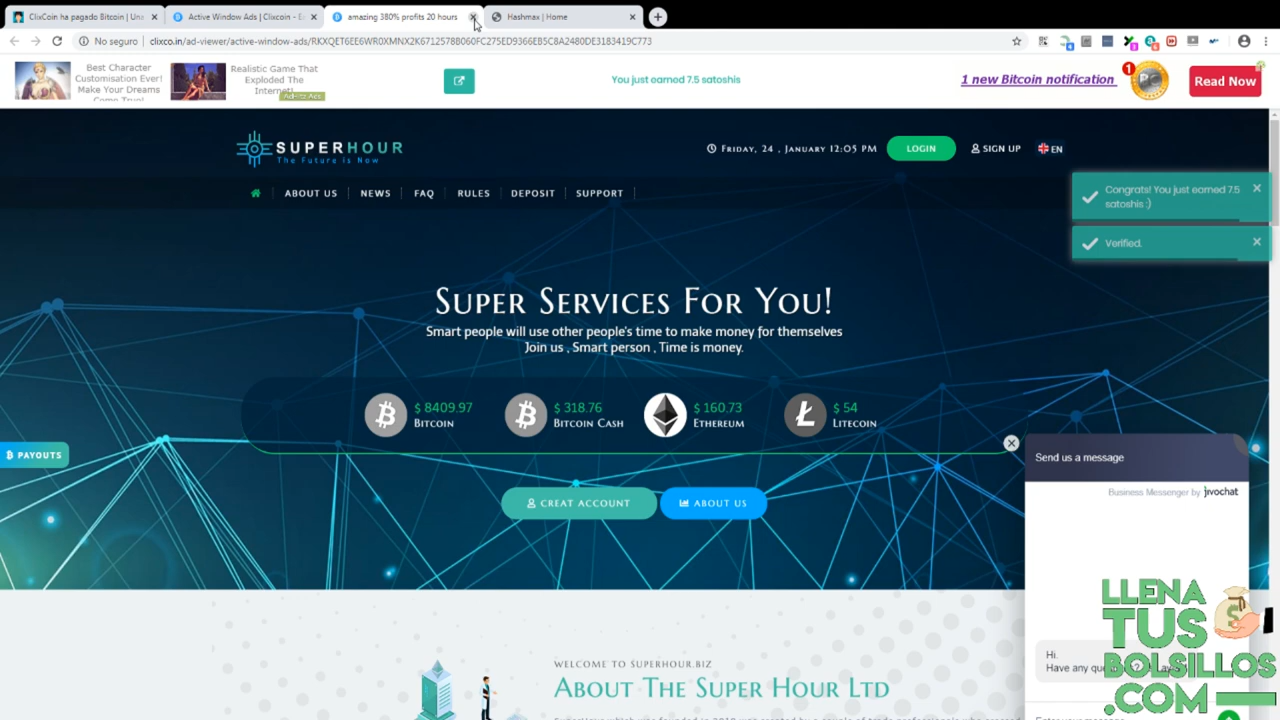 ClixCoin ha pagado Bitcoin | Una
Active Window Ads | Clixcoin - E
amazing 380% profits 20 hours
Hashmax | Home
No seguro
clixco.in/ad-viewer/active-window-ads/RKXQET6EE6WR0XMNX2K6712578B060FC275ED9366EB5C8A2480DE3183419C773
Best Character
Customisation Ever!
Make Your Dreams
Come True!
Realistic Game That
Exploded The
Internet!
You just earned 7.5 satoshis
1 new Bitcoin notification
1
Read Now
SUPERHOUR
The Future is Now
Friday, 24 , January 12:05 PM
LOGIN
SIGN UP
EN
ABOUT US
NEWS
FAQ
RULES
DEPOSIT
SUPPORT
Congrats! You just earned 7.5
satoshis :)
Verified.
Super Services For You!
Smart people will use other people's time to make money for themselves
Join us , Smart person , Time is money.
$ 8409.97
Bitcoin
$ 318.76
Bitcoin Cash
$ 160.73
Ethereum
$ 54
Litecoin
PAYOUTS
CREAT ACCOUNT
ABOUT US
Send us a message
Business Messenger by jivochat
Hi.
Have any
LLENA
TUS
BOLSILLOS
.COM
WELCOME TO SUPERHOUR.BIZ
About The Super Hour Ltd